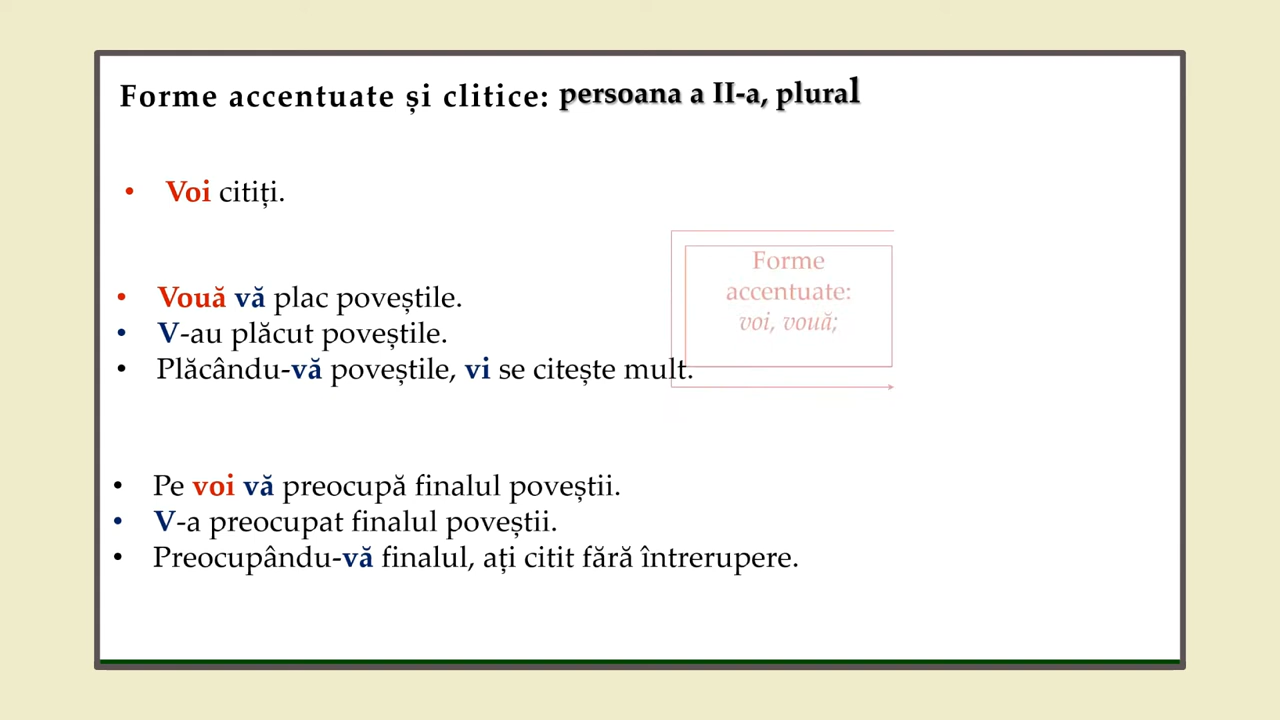 Forme accentuate și clitice: persoana a II-a, plural
• Voi citiți.
Forme
accentuate:
voi, vouă;
• Vouă vă plac poveștile.
• V-au plăcut poveștile.
• Plăcându-vă poveștile, vi se citește mult.
• Pe voi vă preocupă finalul poveștii.
• V-a preocupat finalul poveștii.
• Preocupându-vă finalul, ați citit fără întrerupere.